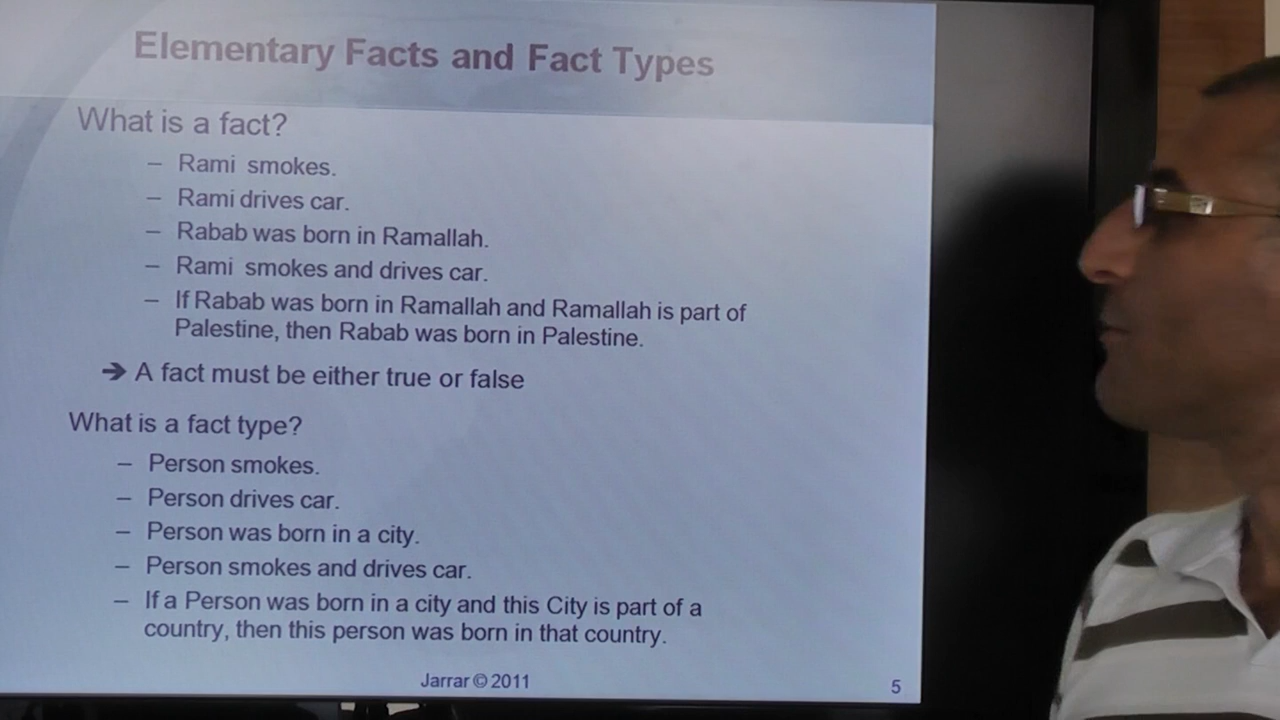 Elementary Facts and Fact Types
What is a fact?
– Rami smokes.
– Rami drives car.
– Rabab was born in Ramallah.
– Rami smokes and drives car.
– If Rabab was born in Ramallah and Ramallah is part of
Palestine, then Rabab was born in Palestine.
➔ A fact must be either true or false
What is a fact type?
– Person smokes.
– Person drives car.
– Person was born in a city.
– Person smokes and drives car.
– If a Person was born in a city and this City is part of a
country, then this person was born in that country.
Jarrar © 2011
5